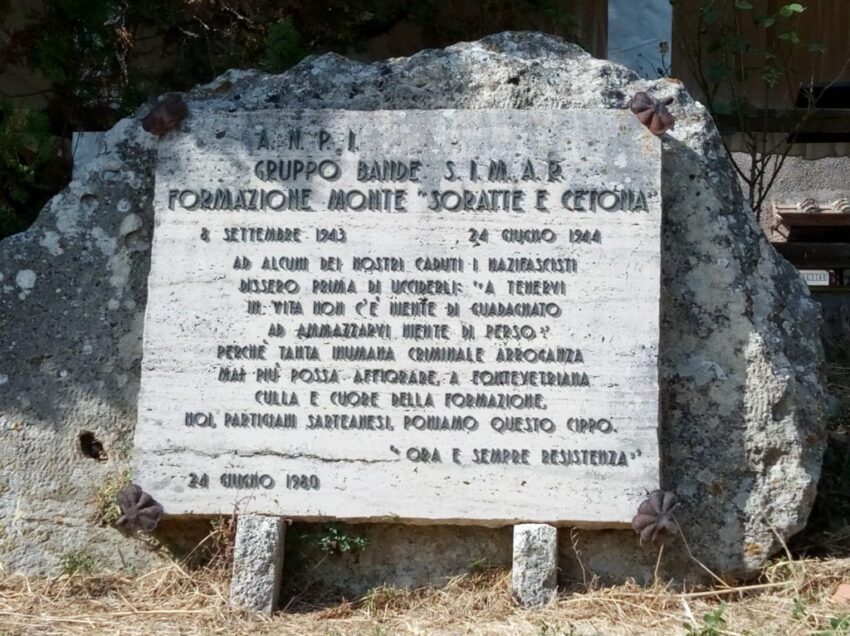 A.N.P.I.
GRUPPO BANDE S.I.M.A.R.
FORMAZIONE MONTE "SORATTE E CETONA"
8 SETTEMBRE 1943 24 GIUGNO 1944
AD ALCUNI DEI NOSTRI CADUTI I NAZIFASCISTI
DISSERO PRIMA DI UCCIDERLI: "A TENERVI
IN VITA NON C'È NIENTE DI GUADAGNATO
AD AMMAZZARVI NIENTE DI PERSO."
PERCHÈ TANTA INUMANA CRIMINALE ARROGANZA
MAI PIÙ POSSA AFFIORARE, A FONTEVETRIANA
CULLA E CUORE DELLA FORMAZIONE,
NOI, PARTIGIANI SARTEANESI, PONIAMO QUESTO CIPPO.
"ORA E SEMPRE RESISTENZA"
24 GIUGNO 1980